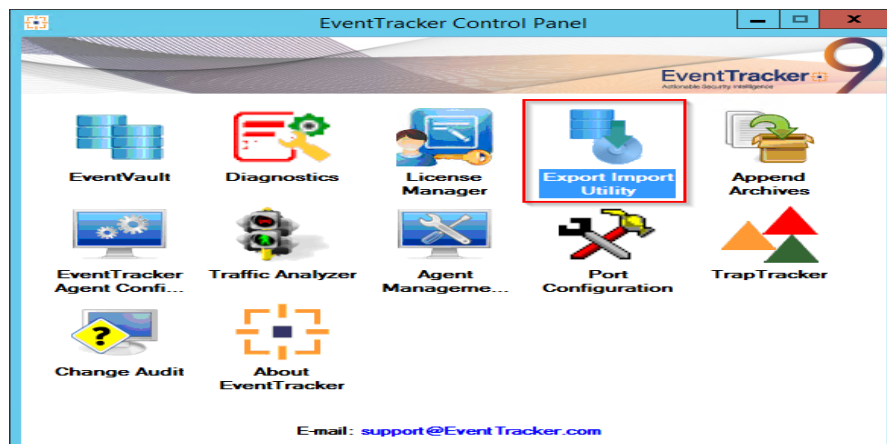 EventTracker Control Panel
EventTracker 9
Actionable Security Intelligence
EventVault
Diagnostics
License
Manager
Export Import
Utility
Append
Archives
EventTracker
Agent Confi...
Traffic Analyzer
Agent
Manageme...
Port
Configuration
TrapTracker
Change Audit
About
EventTracker
E-mail: support@EventTracker.com